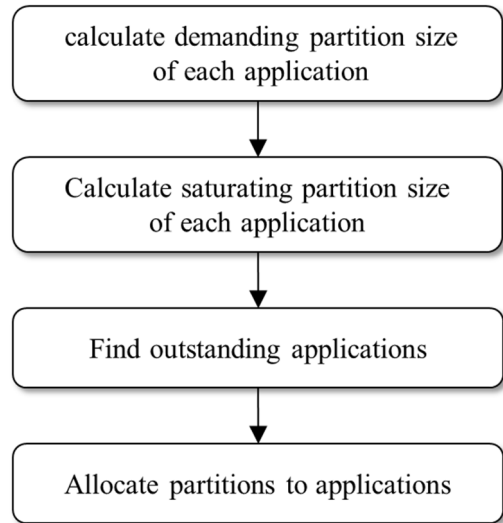 calculate demanding partition size
of each application
Calculate saturating partition size
of each application
Find outstanding applications
Allocate partitions to applications